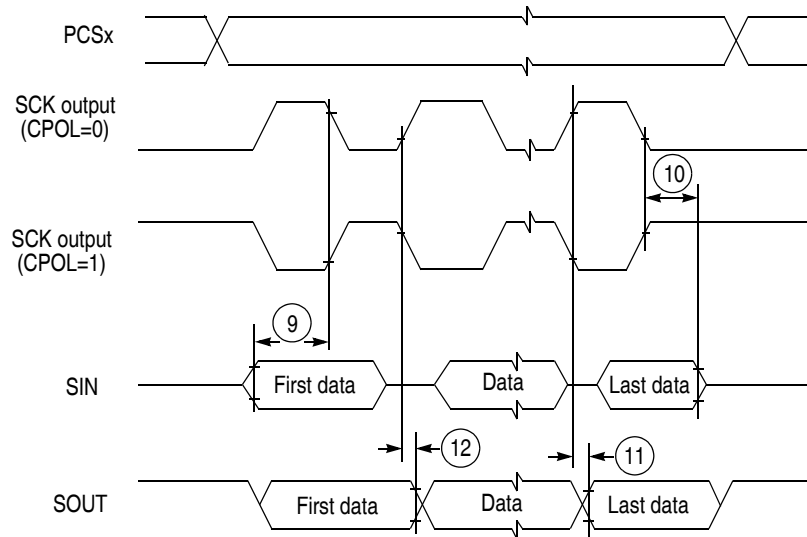 PCSx
SCK output
(CPOL=0)
10
SCK output
(CPOL=1)
9
SIN
First data
Data
Last data
12
11
SOUT
First data
Data
Last data